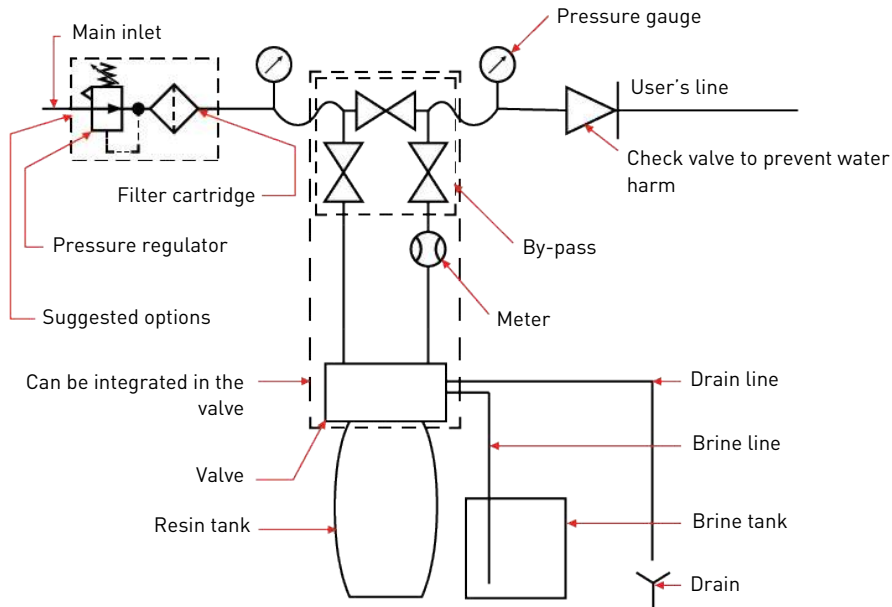 Main inlet
Pressure gauge
User's line
Check valve to prevent water
harm
Filter cartridge
Pressure regulator
By-pass
Suggested options
Meter
Can be integrated in the
valve
Drain line
Brine line
Valve
Resin tank
Brine tank
Drain